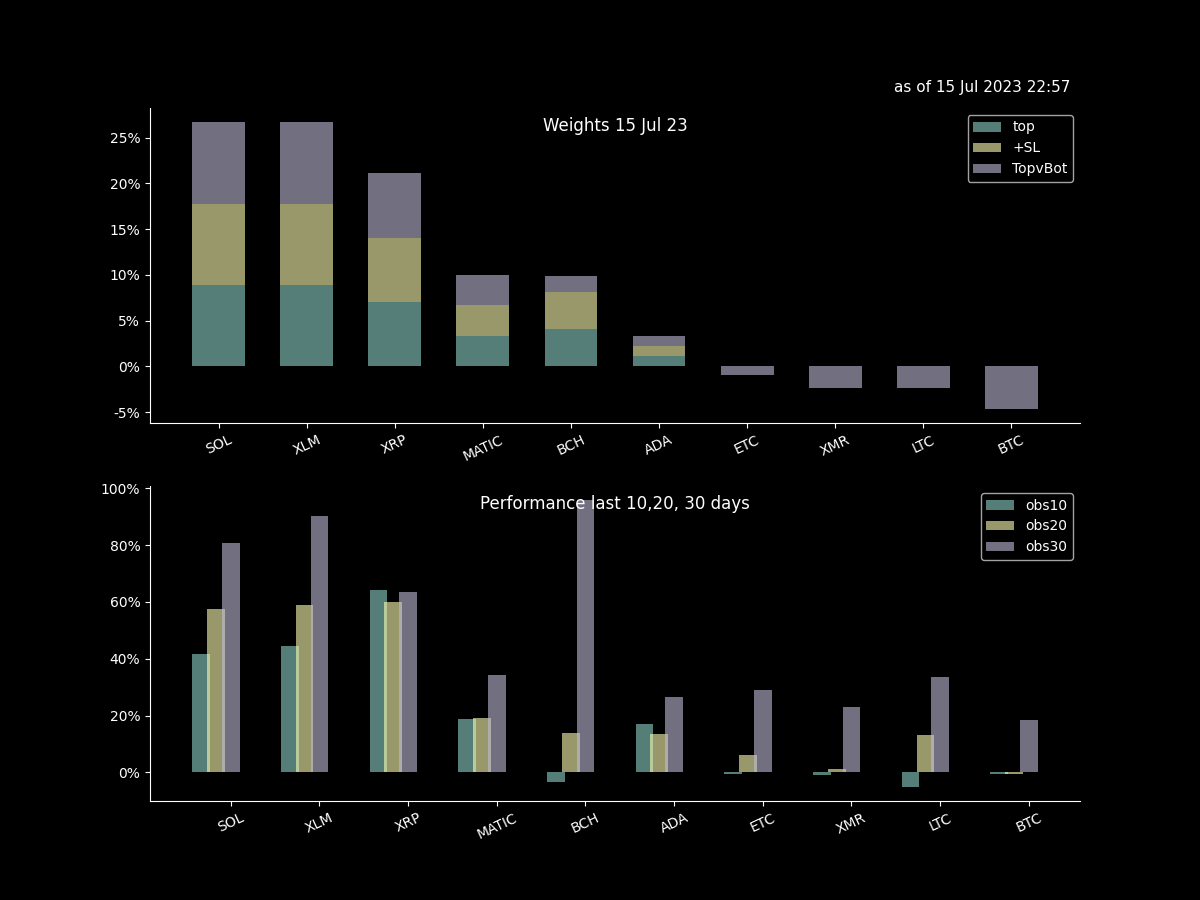 as of 15 Jul 2023 22:57
Weights 15 Jul 23
top
+SL
TopvBot
25%
20%
15%
10%
5%
0%
-5%
SOL XLM XRP MATIC BCH ADA ETC XMR LTC BTC
Performance last 10,20, 30 days
obs10
obs20
obs30
100%
80%
60%
40%
20%
0%
SOL XLM XRP MATIC BCH ADA ETC XMR LTC BTC